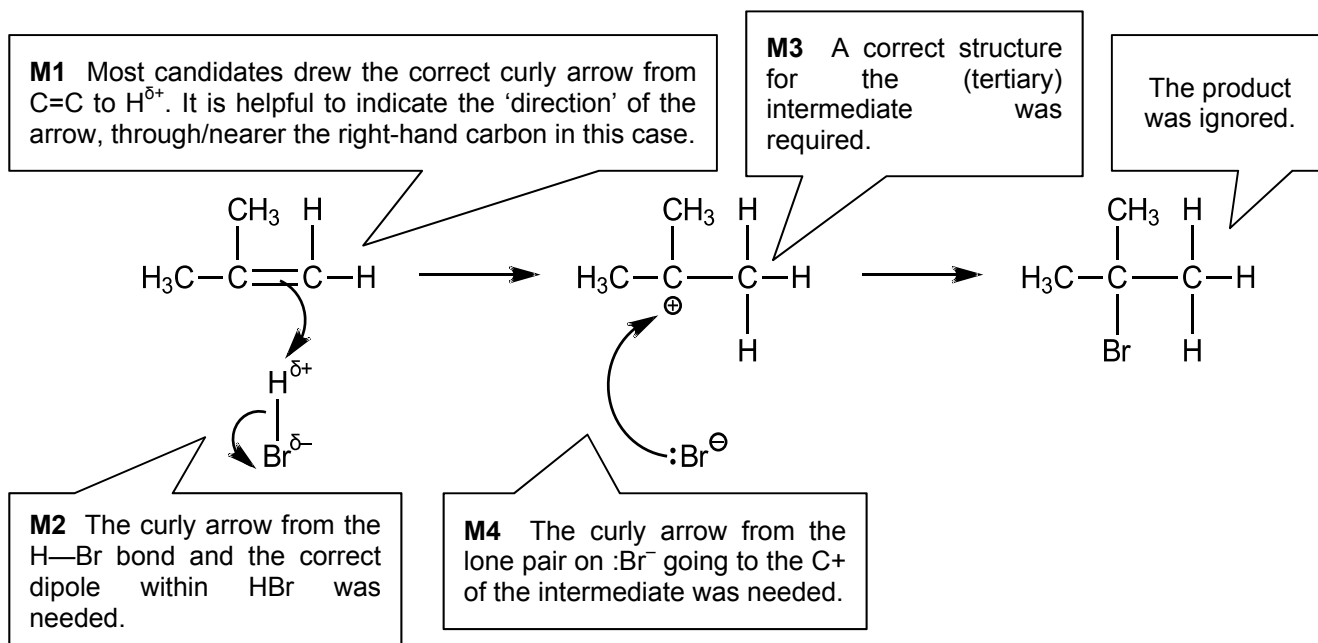 M1 Most candidates drew the correct curly arrow from
C=C to Hδ+. It is helpful to indicate the ‘direction’ of the
arrow, through/nearer the right-hand carbon in this case.
M3 A correct structure
for the (tertiary)
intermediate was
required.
The product
was ignored.
CH3 H
H3C C C H
Hδ+
Brδ–
CH3 H
H3C C C H
⊕
H
:Br⊖
CH3 H
H3C C C H
Br H
M2 The curly arrow from the
H—Br bond and the correct
dipole within HBr was
needed.
M4 The curly arrow from the
lone pair on :Br– going to the C+
of the intermediate was needed.